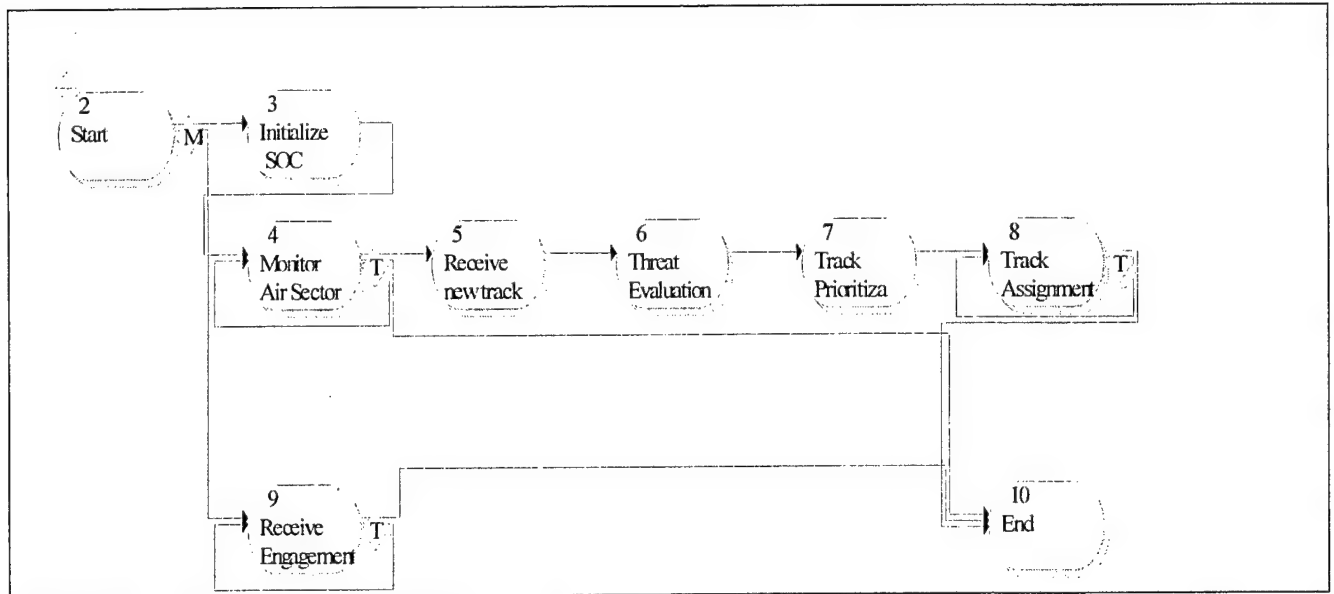 2
Start
M
3
Initialize
SOC
4
Monitor
Air Sector
T
5
Receive
new track
6
Threat
Evaluation
7
Track
Prioritiza
8
Track
Assignment
T
9
Receive
Engagement
T
10
End